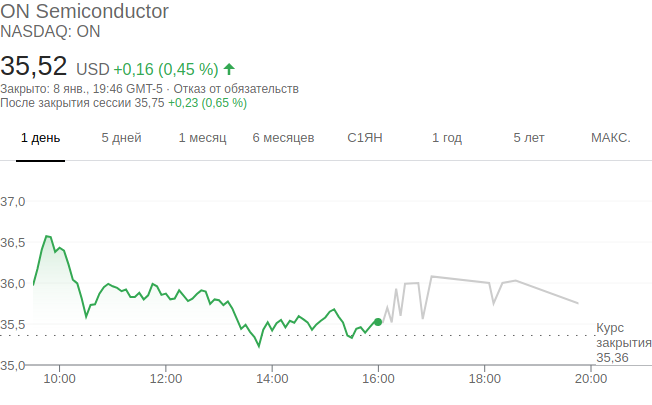 ON Semiconductor
NASDAQ: ON
35,52 USD +0,16 (0,45 %)
Закрыто: 8 янв., 19:46 GMT-5 · Отказ от обязательств
После закрытия сессии 35,75 +0,23 (0,65 %)
1 день 5 дней 1 месяц 6 месяцев С1ЯН 1 год 5 лет МАКС.
37,0
36,5
36,0
35,5
35,0
Курс
закрытия
35,36
10:00 12:00 14:00 16:00 18:00 20:00